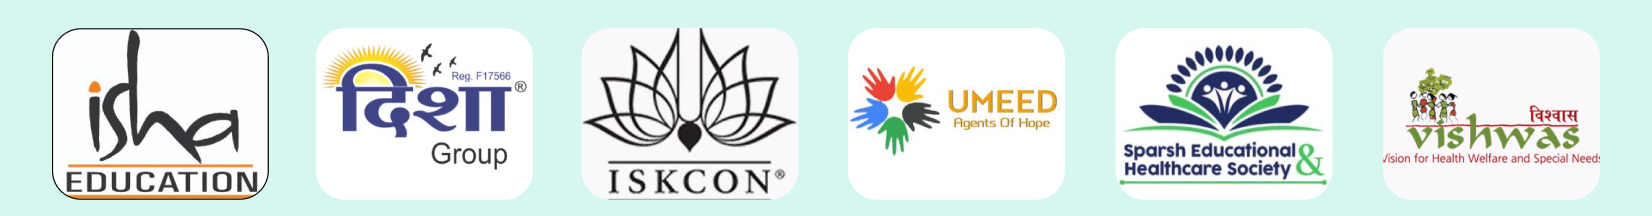 isha
EDUCATION
Reg. F17566
दिशा®
Group
ISKCON®
UMEED
Agents Of Hope
Sparsh Educational &
Healthcare Society
विश्वास
vishwas
Vision for Health Welfare and Special Needs